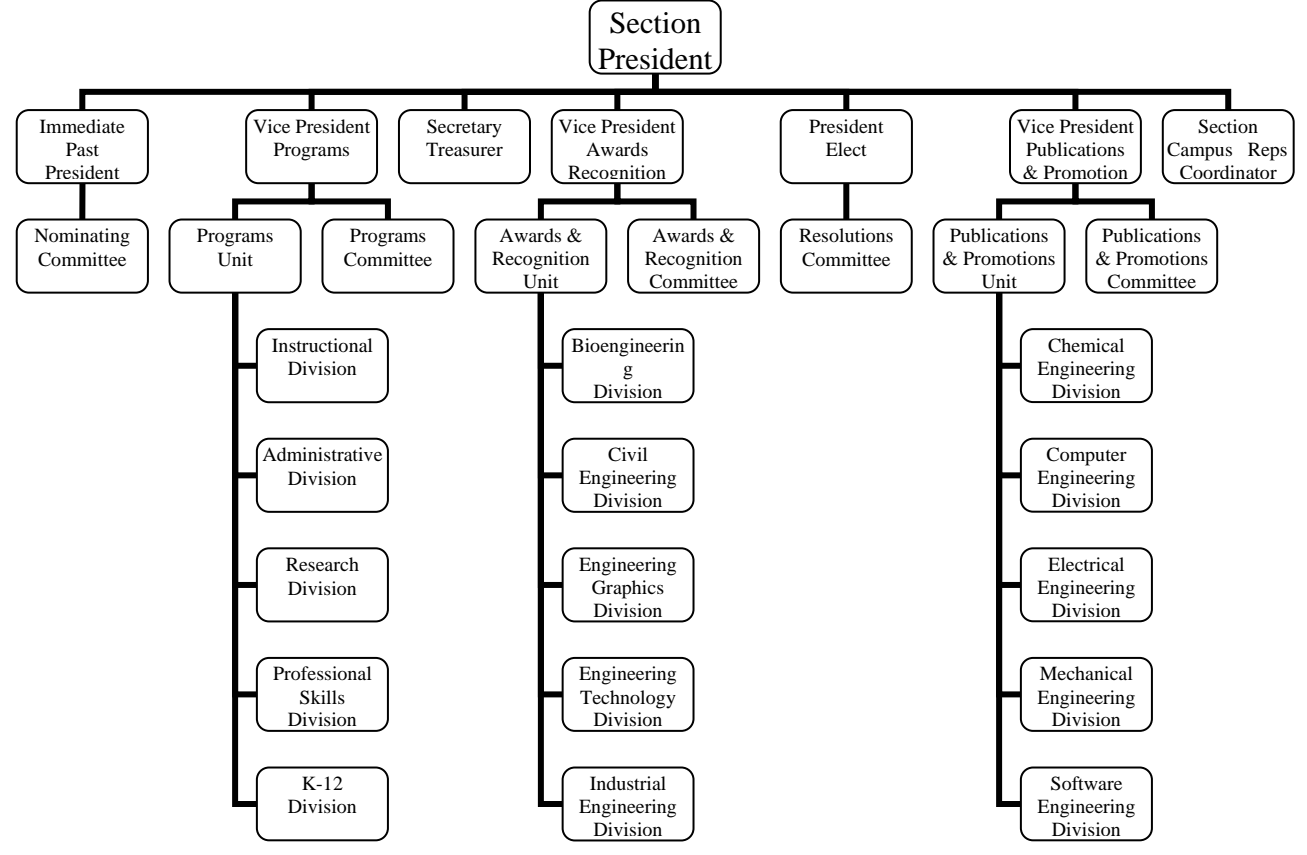 Section
President
Immediate
Past
President
Vice President
Programs
Secretary
Treasurer
Vice President
Awards
Recognition
President
Elect
Vice President
Publications
& Promotion
Section
Campus Reps
Coordinator
Nominating
Committee
Programs
Unit
Programs
Committee
Awards &
Recognition
Unit
Awards &
Recognition
Committee
Resolutions
Committee
Publications
& Promotions
Unit
Publications
& Promotions
Committee
Instructional
Division
Bioengineerin
g
Division
Chemical
Engineering
Division
Administrative
Division
Civil
Engineering
Division
Computer
Engineering
Division
Research
Division
Engineering
Graphics
Division
Electrical
Engineering
Division
Professional
Skills
Division
Engineering
Technology
Division
Mechanical
Engineering
Division
K-12
Division
Industrial
Engineering
Division
Software
Engineering
Division